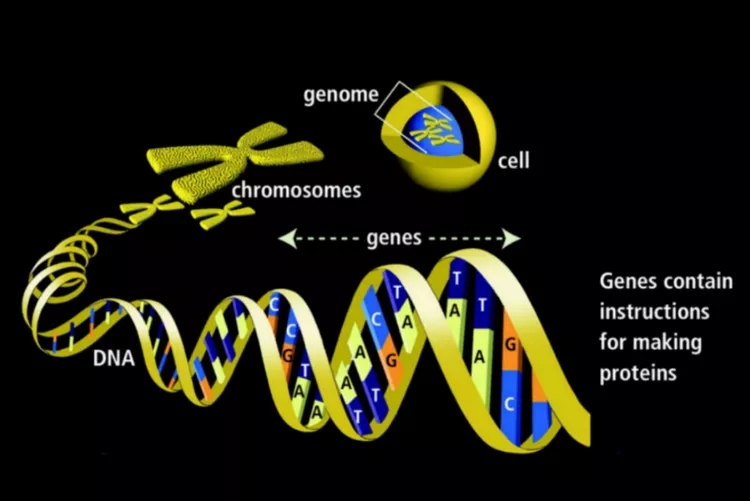 genome
cell
chromosomes
genes
Genes contain
instructions
for making
proteins
DNA
C
C
G
T
A
A
A
T
A
T
C
G
T
A
T
A
T
G
C